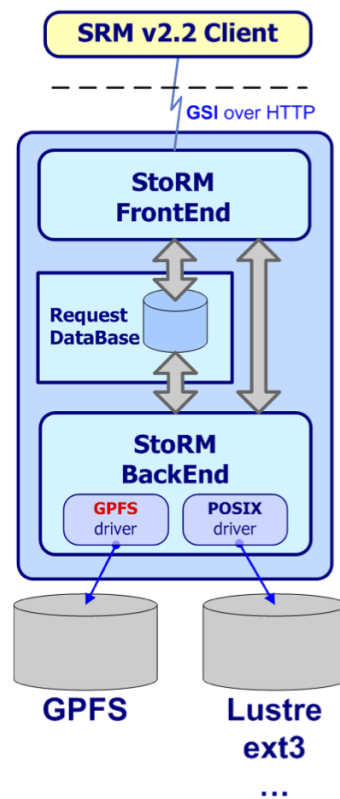 SRM v2.2 Client
GSI over HTTP
StoRM
FrontEnd
Request
DataBase
StoRM
BackEnd
GPFS
driver
POSIX
driver
GPFS
Lustre
ext3
...